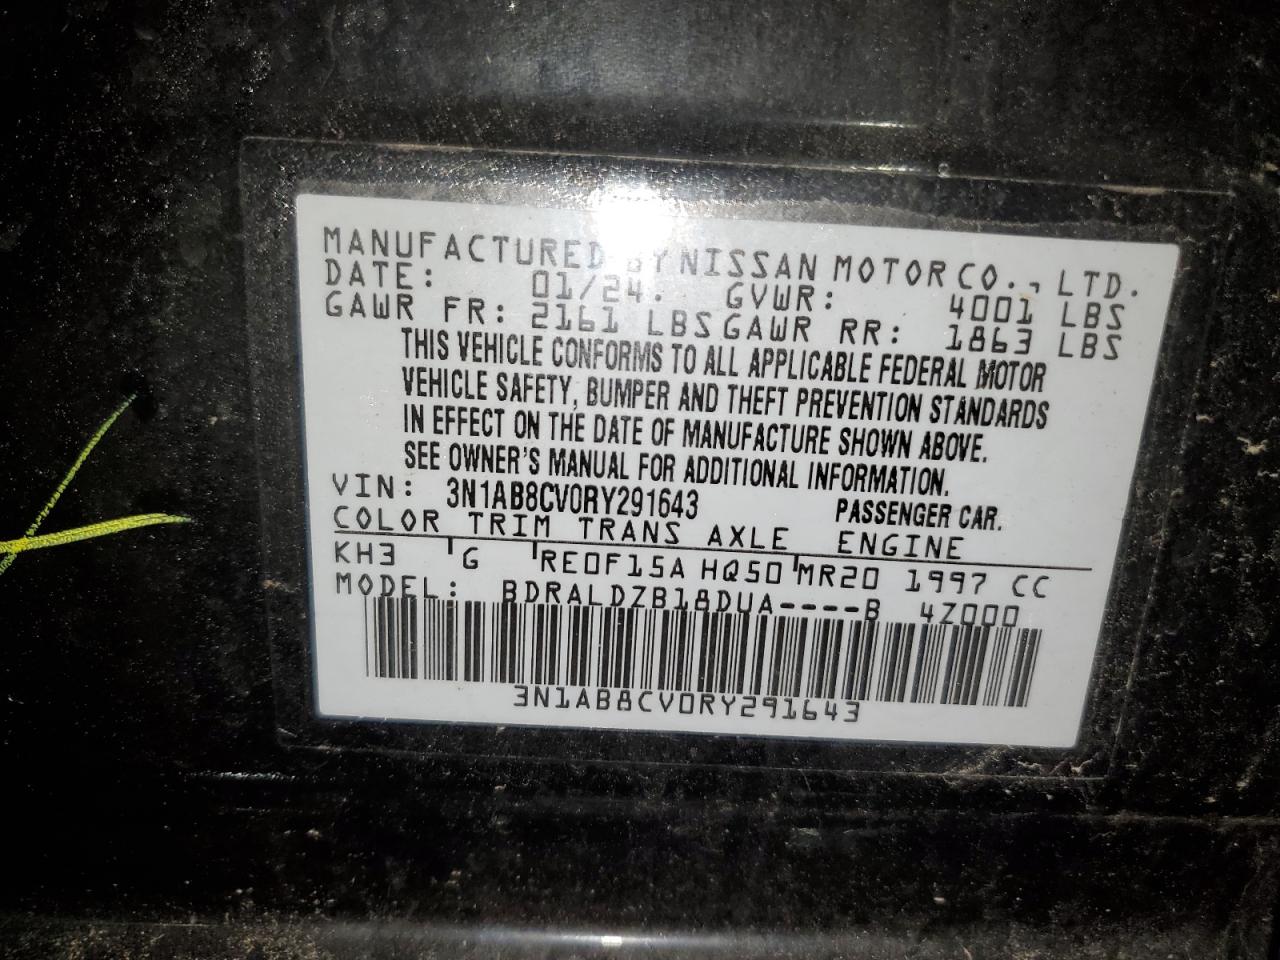 MANUFACTURED BY NISSAN MOTOR CO., LTD.
DATE: 01/24. GVWR: 4001 LBS
GAWR FR: 2161 LBS GAWR RR: 1863 LBS
THIS VEHICLE CONFORMS TO ALL APPLICABLE FEDERAL MOTOR
VEHICLE SAFETY, BUMPER AND THEFT PREVENTION STANDARDS
IN EFFECT ON THE DATE OF MANUFACTURE SHOWN ABOVE.
SEE OWNER'S MANUAL FOR ADDITIONAL INFORMATION.
VIN: 3N1AB8CV0RY291643 PASSENGER CAR.
COLOR TRIM TRANS AXLE ENGINE
KH3 G RE0F15A HQ50 MR20 1997 CC
MODEL: BDRALDZB18DUA----B 4Z000
3N1AB8CV0RY291643